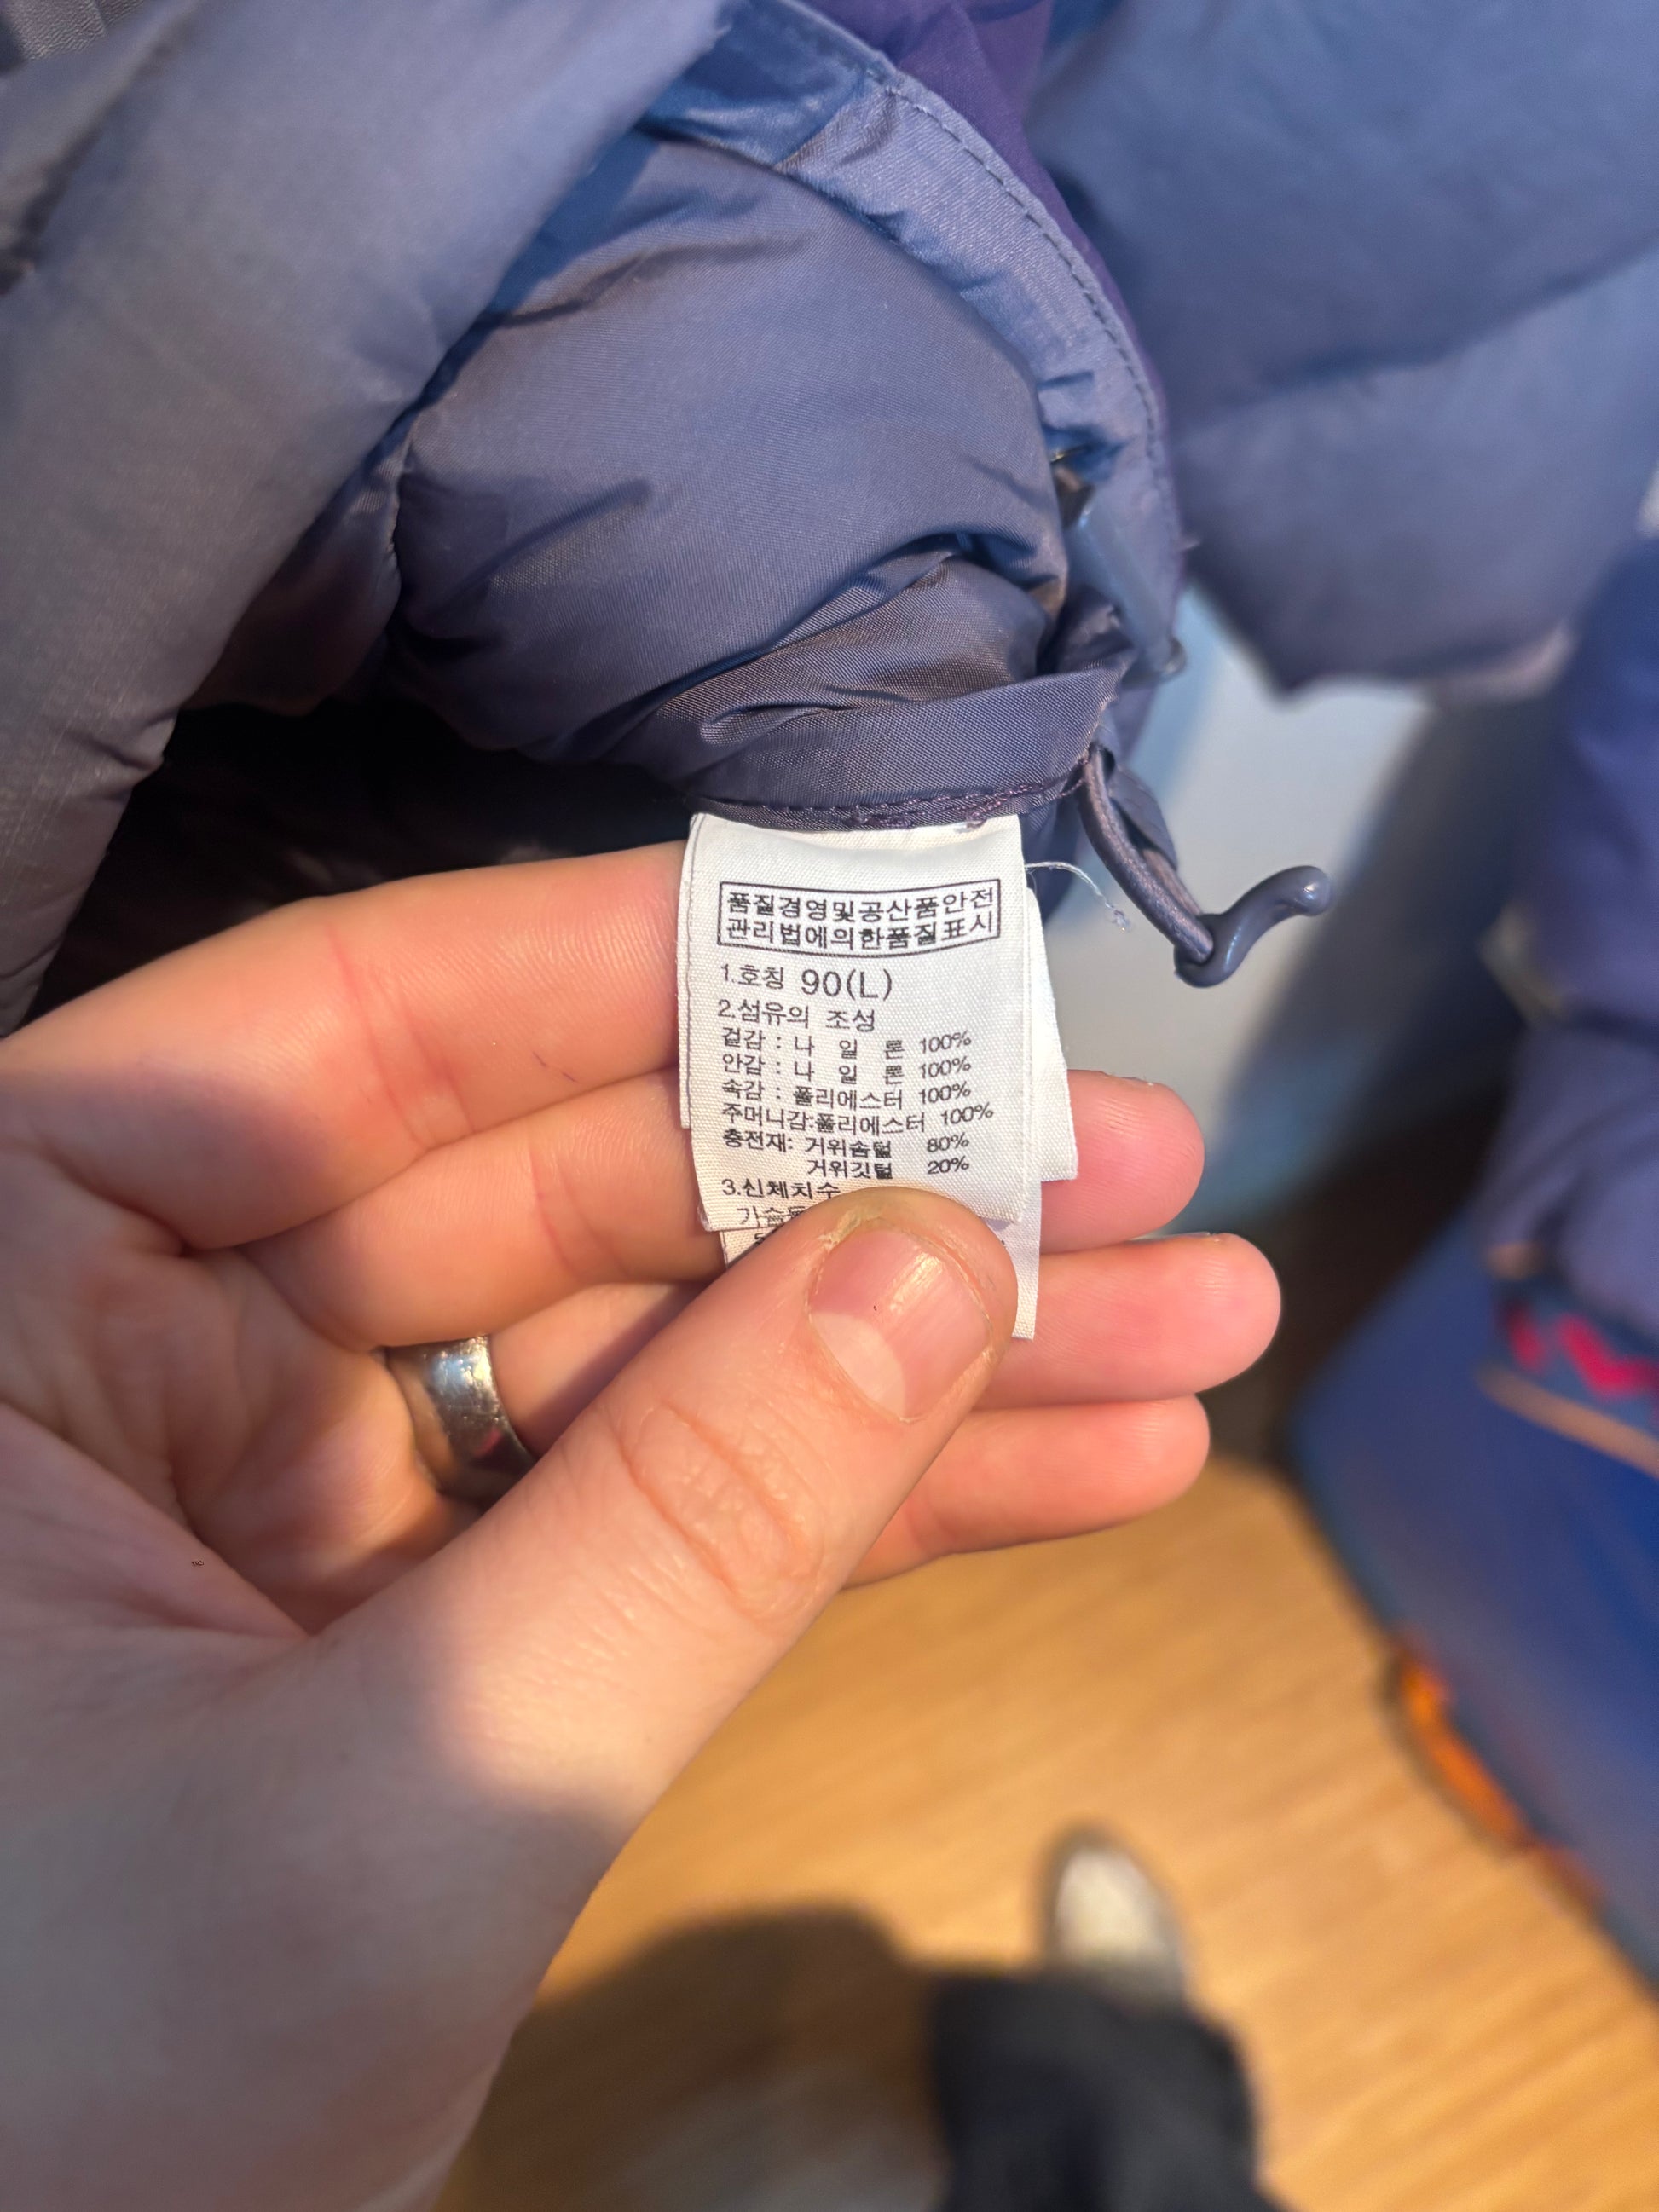 품질경영및공산품안전
관리법에의한품질표시
1.호칭 90(L)
2.섬유의 조성
겉감 : 나 일 론 100%
안감 : 나 일 론 100%
속감 : 폴리에스터 100%
주머니감:폴리에스터 100%
충전재: 거위솜털 80%
거위깃털 20%
3.신체치수